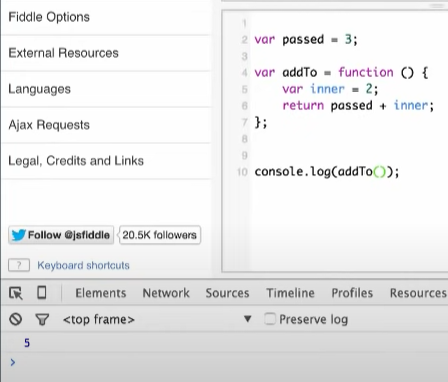 Fiddle Options
External Resources
Languages
Ajax Requests
Legal, Credits and Links
Follow @jsfiddle 20.5K followers
? Keyboard shortcuts
1
2 var passed = 3;
3
4 var addTo = function () {
5 var inner = 2;
6 return passed + inner;
7 };
8
9
10 console.log(addTo());
Elements Network Sources Timeline Profiles Resources
<top frame> ▼ Preserve log
5
>